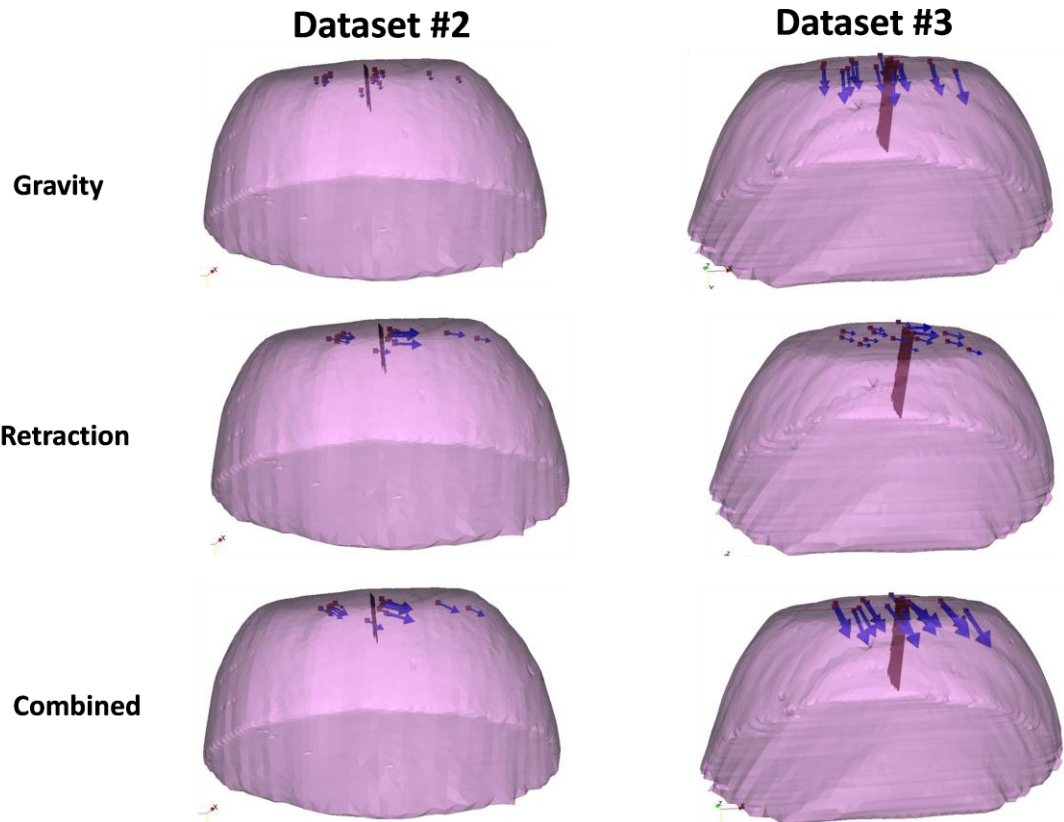 Dataset #2
Dataset #3
Gravity
Retraction
Combined